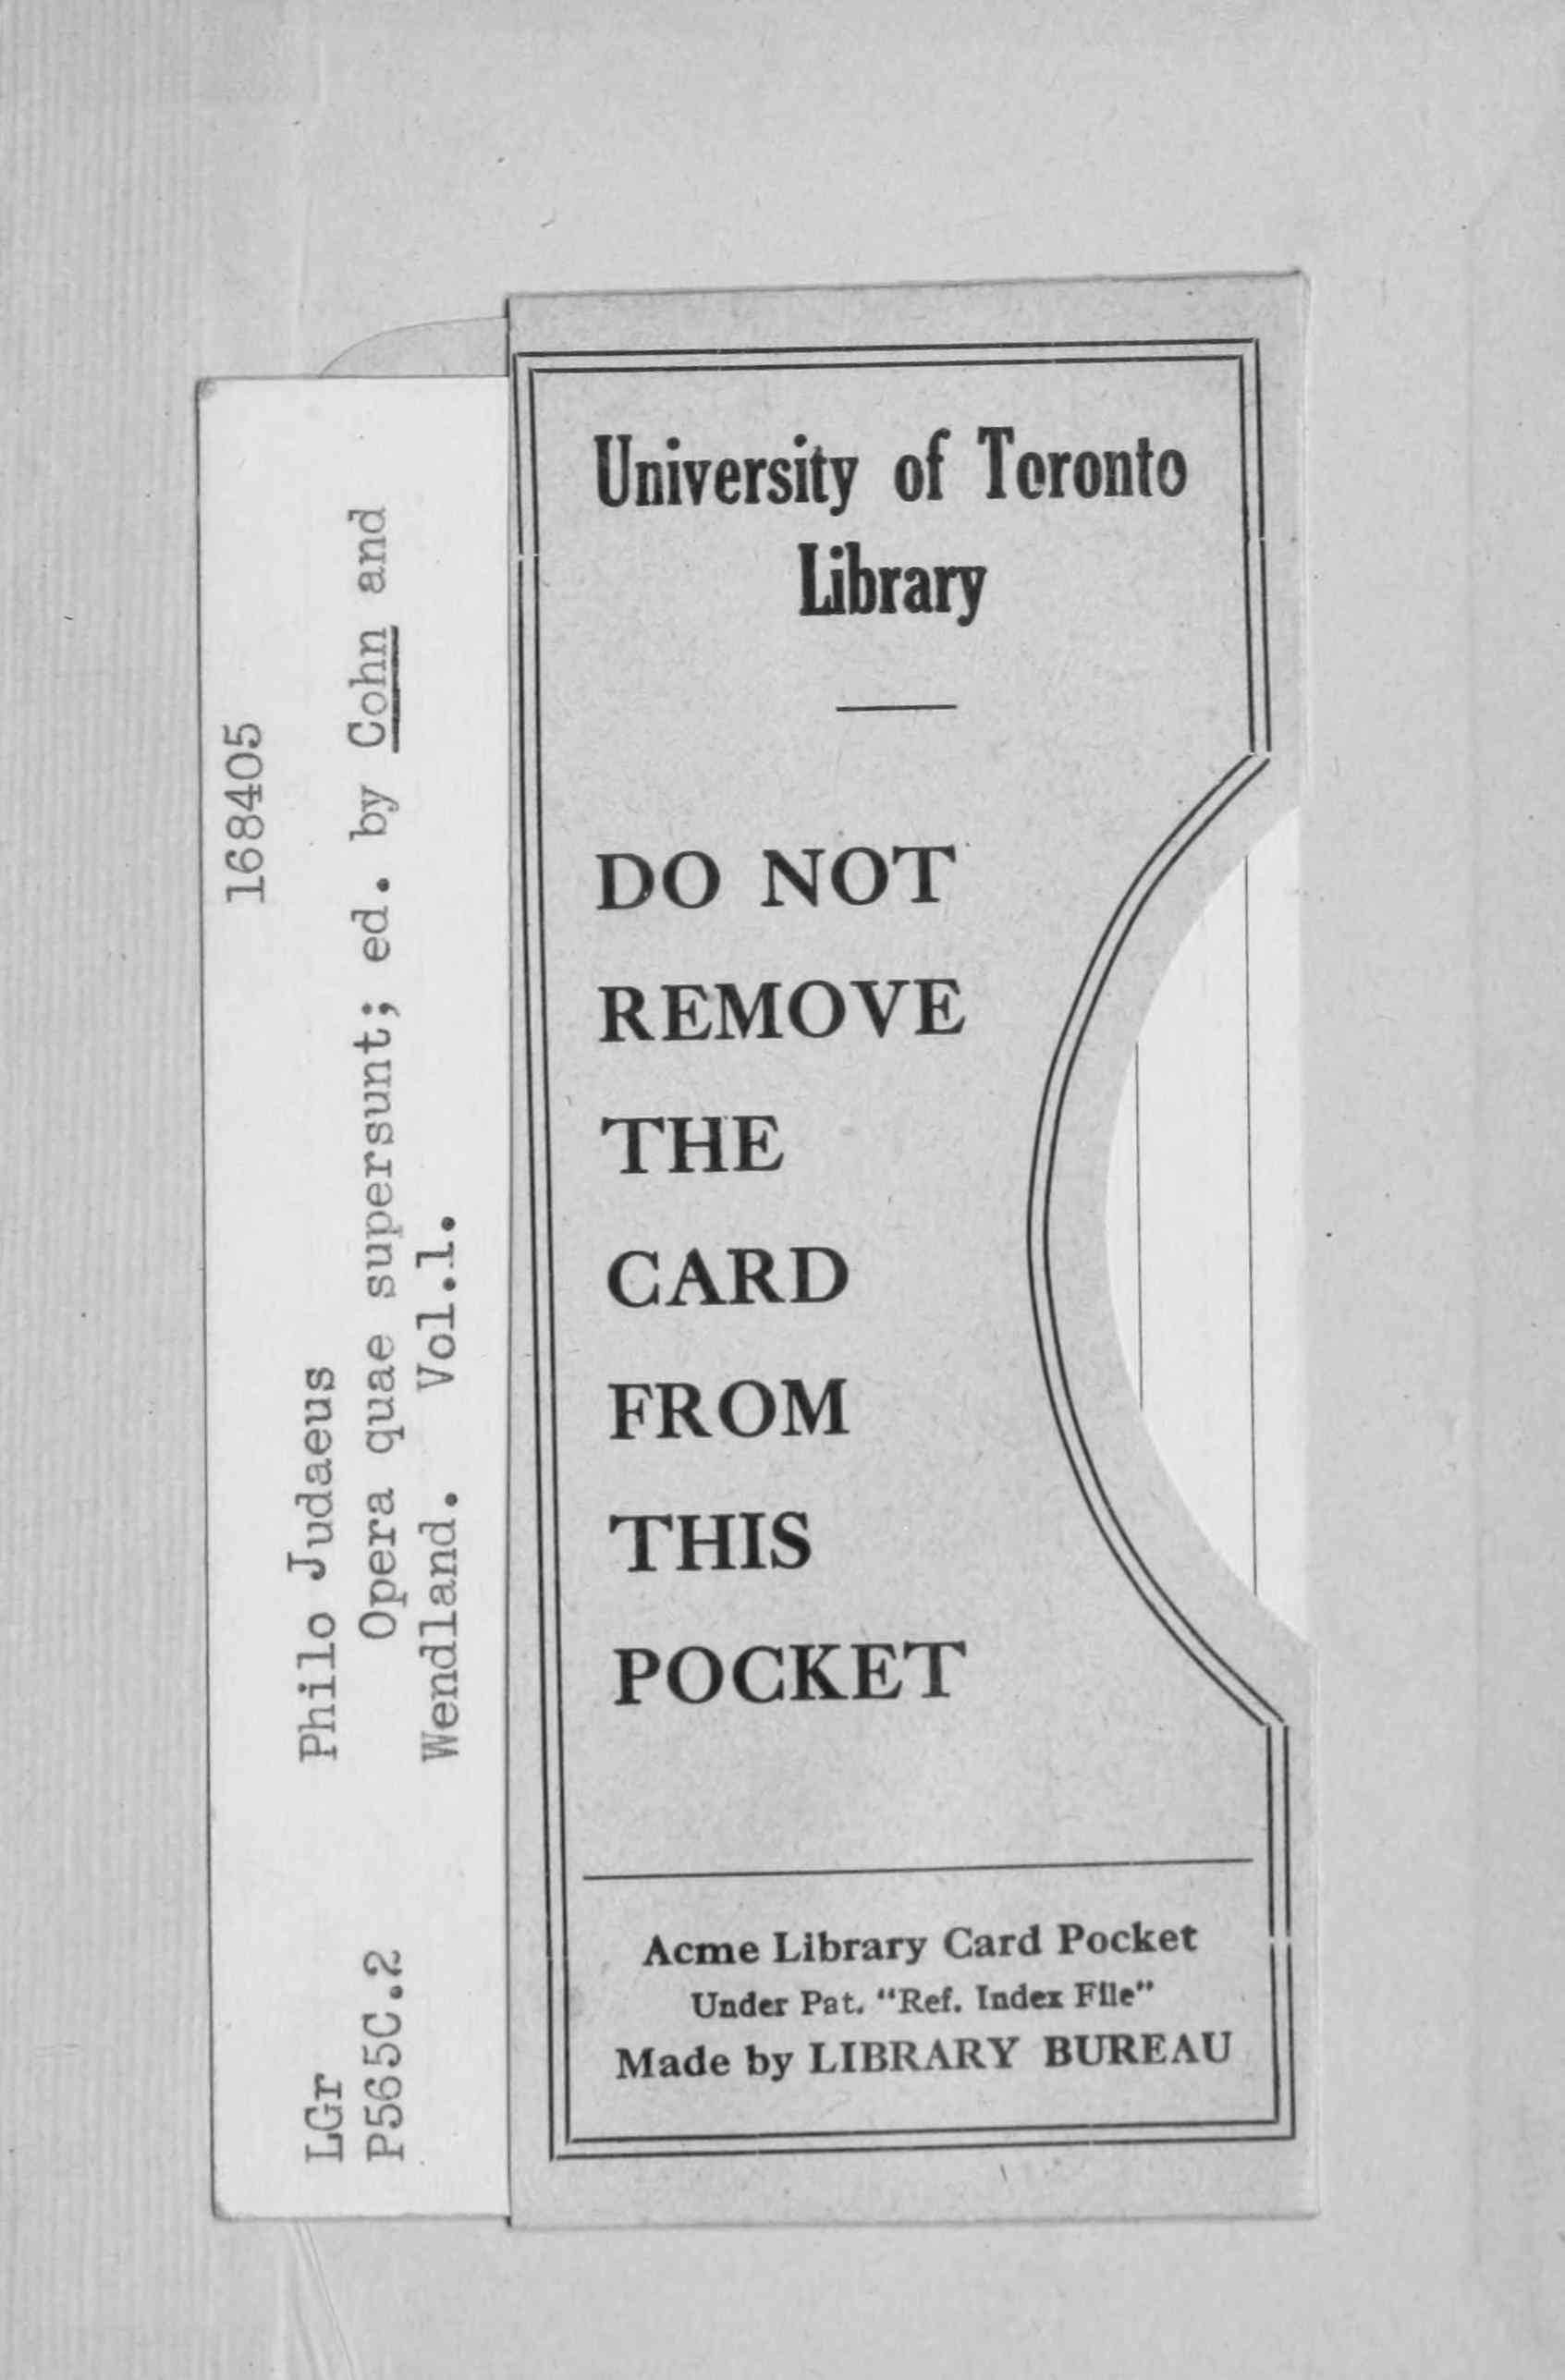 168405
LGr
Philo Judaeus
P565C.2
Opera quae supersunt; ed. by Cohn and
Wendland. Vol.1.
University of Toronto
Library
DO NOT
REMOVE
THE
CARD
FROM
THIS
POCKET
Acme Library Card Pocket
Under Pat. "Ref. Index File"
Made by LIBRARY BUREAU